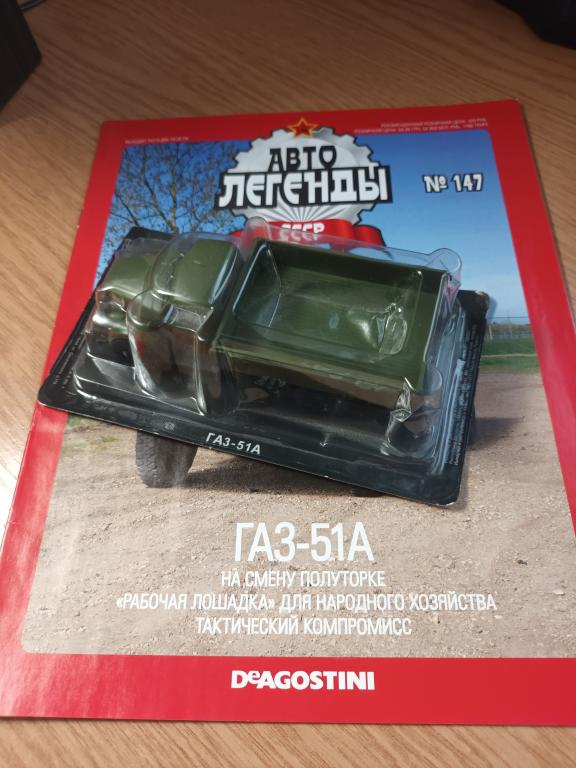 АВТО
ЛЕГЕНДЫ
СССР
№ 147
ГАЗ-51А
ГАЗ-51А
НА СМЕНУ ПОЛУТОРКЕ
«РАБОЧАЯ ЛОШАДКА» ДЛЯ НАРОДНОГО ХОЗЯЙСТВА
ТАКТИЧЕСКИЙ КОМПРОМИСС
DeAGOSTINI